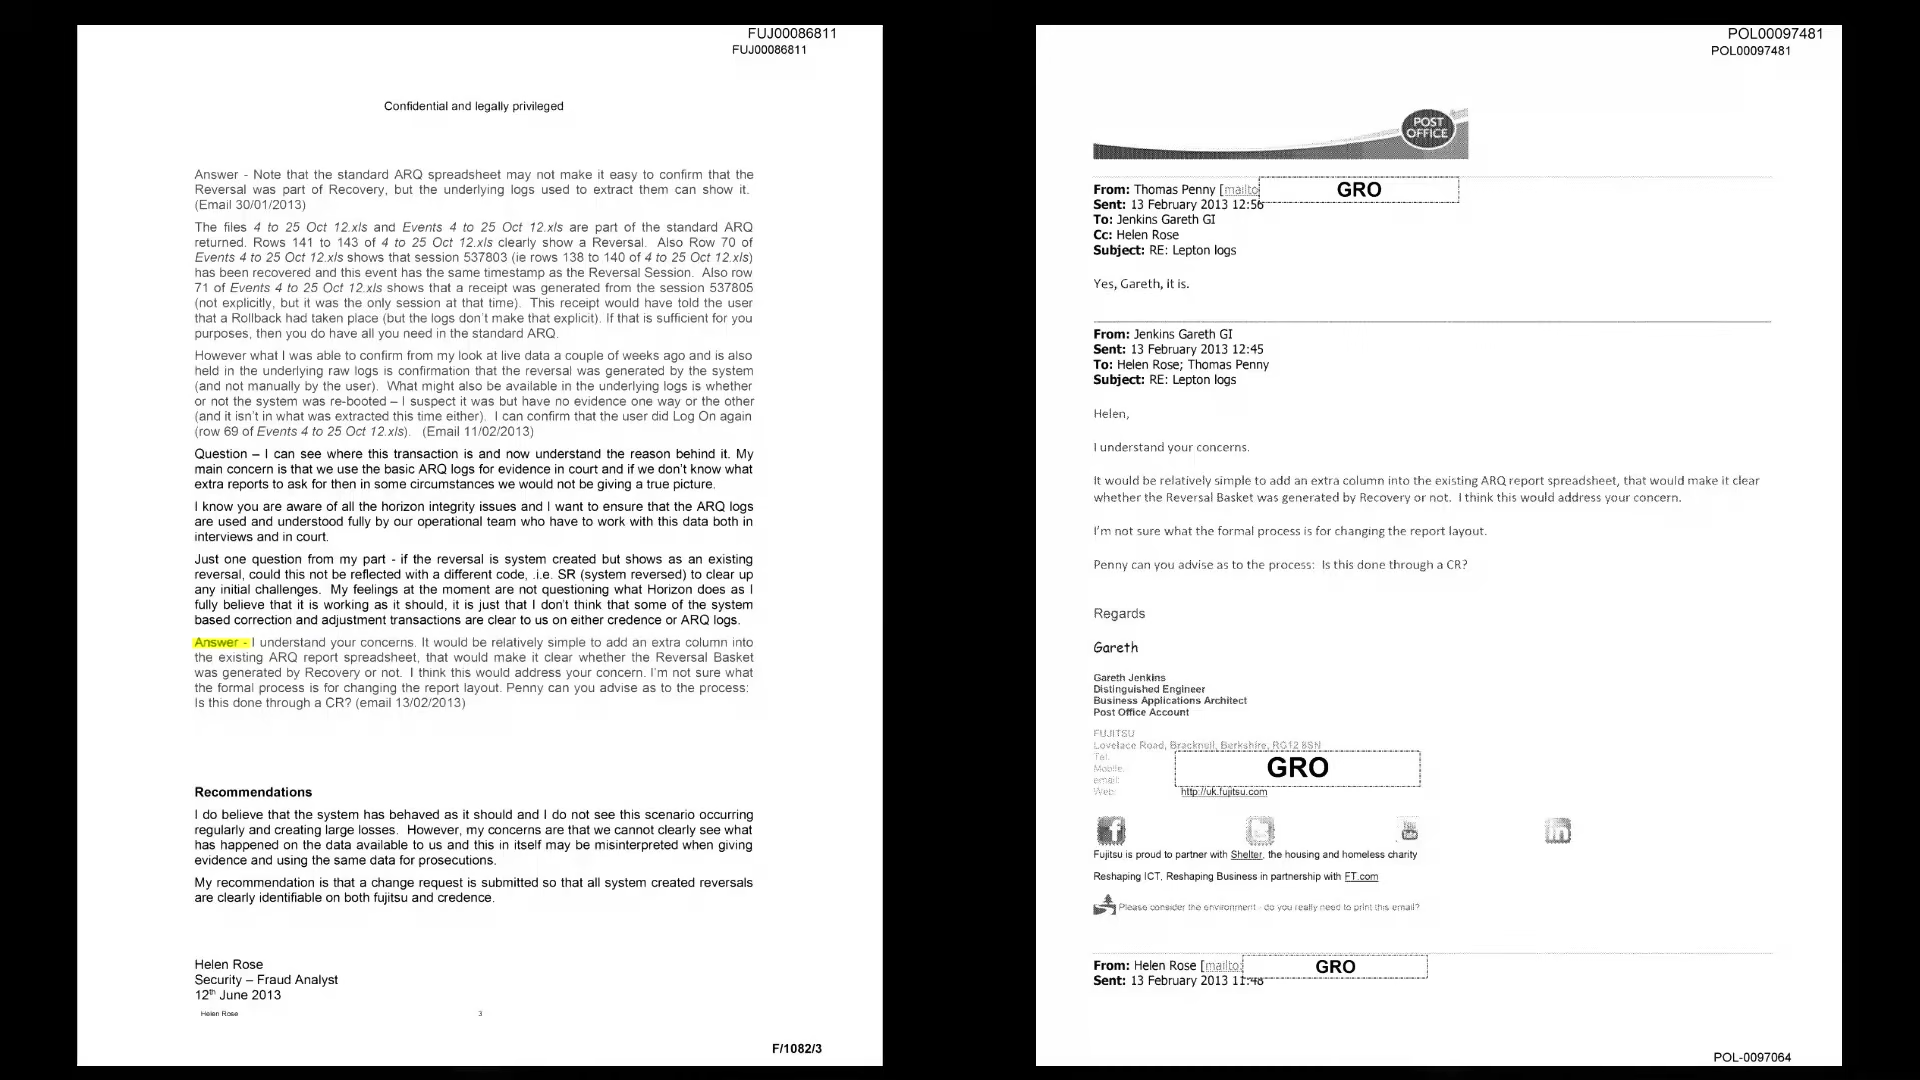 FUJ00086811
FUJ00086811
Confidential and legally privileged
Answer - Note that the standard ARQ spreadsheet may not make it easy to confirm that the
Reversal was part of Recovery, but the underlying logs used to extract them can show it.
(Email 30/01/2013)
The files 4 to 25 Oct 12.xls and Events 4 to 25 Oct 12.xls are part of the standard ARQ
returned. Rows 141 to 143 of 4 to 25 Oct 12.xls clearly show a Reversal. Also Row 70 of
Events 4 to 25 Oct 12.xls shows that session 537803 (ie rows 138 to 140 of 4 to 25 Oct 12.xls)
has been recovered and this event has the same timestamp as the Reversal Session. Also row
71 of Events 4 to 25 Oct 12.xls shows that a receipt was generated from the session 537805
(not explicitly, but it was the only session at that time). This receipt would have told the user
that a Rollback had taken place (but the logs don't make that explicit). If that is sufficient for you
purposes, then you do have all you need in the standard ARQ.
However what I was able to confirm from my look at live data a couple of weeks ago and is also
held in the underlying raw logs is confirmation that the reversal was generated by the system
(and not manually by the user). What might also be available in the underlying logs is whether
or not the system was re-booted – I suspect it was but have no evidence one way or the other
(and it isn't in what was extracted this time either). I can confirm that the user did Log On again
(row 69 of Events 4 to 25 Oct 12.xls). (Email 11/02/2013)
Question – I can see where this transaction is and now understand the reason behind it. My
main concern is that we use the basic ARQ logs for evidence in court and if we don't know what
extra reports to ask for then in some circumstances we would not be giving a true picture.
I know you are aware of all the horizon integrity issues and I want to ensure that the ARQ logs
are used and understood fully by our operational team who have to work with this data both in
interviews and in court.
Just one question from my part - if the reversal is system created but shows as an existing
reversal, could this not be reflected with a different code, .i.e. SR (system reversed) to clear up
any initial challenges. My feelings at the moment are not questioning what Horizon does as I
fully believe that it is working as it should, it is just that I don't think that some of the system
based correction and adjustment transactions are clear to us on either credence or ARQ logs.
Answer - I understand your concerns. It would be relatively simple to add an extra column into
the existing ARQ report spreadsheet, that would make it clear whether the Reversal Basket
was generated by Recovery or not. I think this would address your concern. I'm not sure what
the formal process is for changing the report layout. Penny can you advise as to the process:
Is this done through a CR? (email 13/02/2013)
Recommendations
I do believe that the system has behaved as it should and I do not see this scenario occurring
regularly and creating large losses. However, my concerns are that we cannot clearly see what
has happened on the data available to us and this in itself may be misinterpreted when giving
evidence and using the same data for prosecutions.
My recommendation is that a change request is submitted so that all system created reversals
are clearly identifiable on both fujitsu and credence.
Helen Rose
Security – Fraud Analyst
12th June 2013
Helen Rose 3
F/1082/3
POL00097481
POL00097481
POST
OFFICE
From: Thomas Penny [mailto GRO
Sent: 13 February 2013 12:56
To: Jenkins Gareth GI
Cc: Helen Rose
Subject: RE: Lepton logs
Yes, Gareth, it is.
From: Jenkins Gareth GI
Sent: 13 February 2013 12:45
To: Helen Rose; Thomas Penny
Subject: RE: Lepton logs
Helen,
I understand your concerns.
It would be relatively simple to add an extra column into the existing ARQ report spreadsheet, that would make it clear
whether the Reversal Basket was generated by Recovery or not. I think this would address your concern.
I'm not sure what the formal process is for changing the report layout.
Penny can you advise as to the process: Is this done through a CR?
Regards
Gareth
Gareth Jenkins
Distinguished Engineer
Business Applications Architect
Post Office Account
FUJITSU
Lovelace Road, Bracknell, Berkshire, RG12 8SN
Tel:
Mobile:
email:
GRO
Web: http://uk.fujitsu.com
f
You
Tube
in
Fujitsu is proud to partner with Shelter, the housing and homeless charity
Reshaping ICT, Reshaping Business in partnership with FT.com
Please consider the environment - do you really need to print this email?
From: Helen Rose [mailto: GRO
Sent: 13 February 2013 11:48
POL-0097064